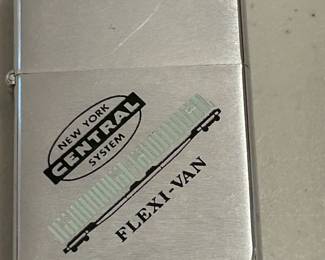 NEW YORK
CENTRAL
SYSTEM
FLEXI-VAN